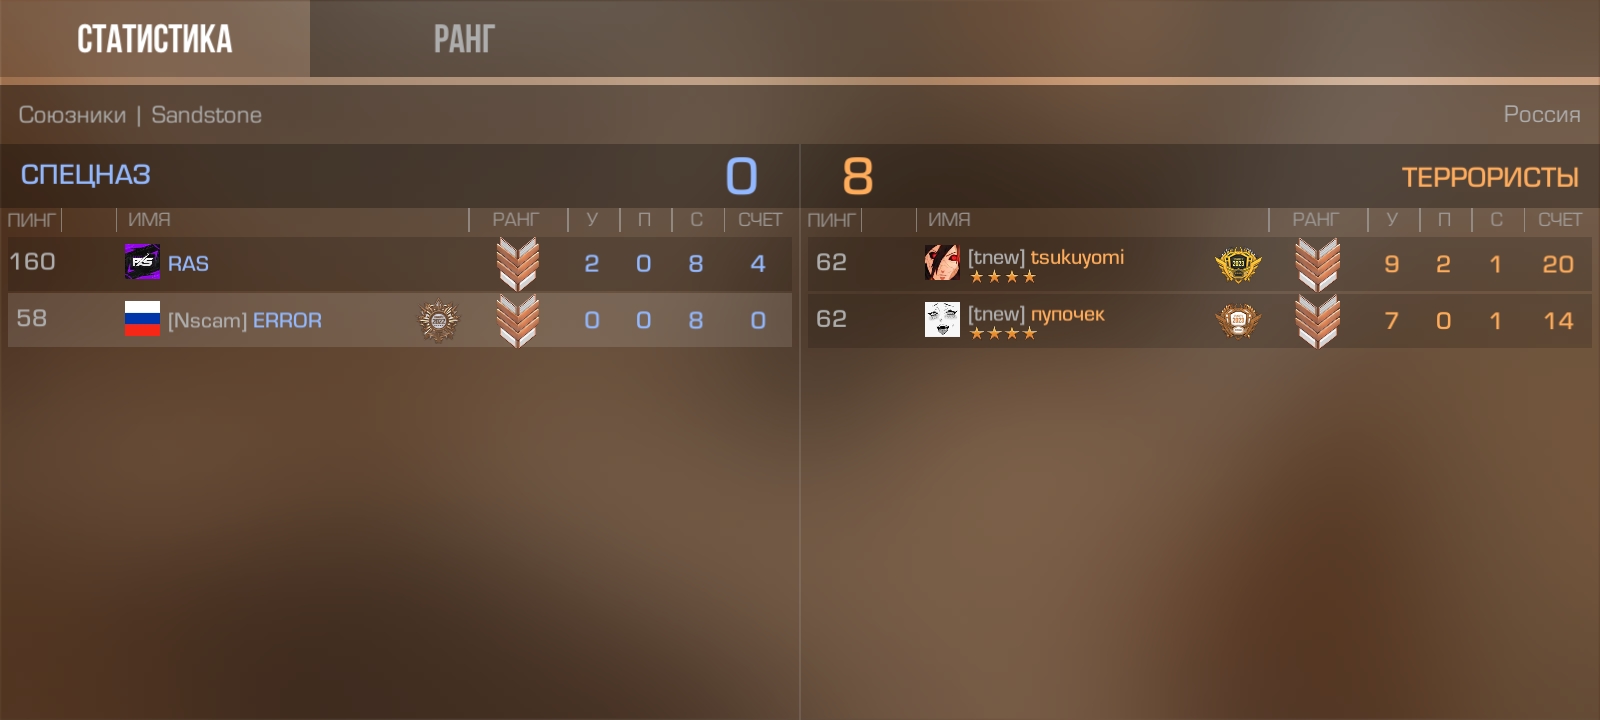 СТАТИСТИКА РАНГ
Союзники | Sandstone Россия
СПЕЦНАЗ 0 8 ТЕРРОРИСТЫ
ПИНГ ИМЯ РАНГ У П С СЧЕТ ПИНГ ИМЯ РАНГ У П С СЧЕТ
160 RAS 2 0 8 4 62 [tnew] tsukuyomi 9 2 1 20
58 [Nscam] ERROR 0 0 8 0 62 [tnew] пупочек 7 0 1 14